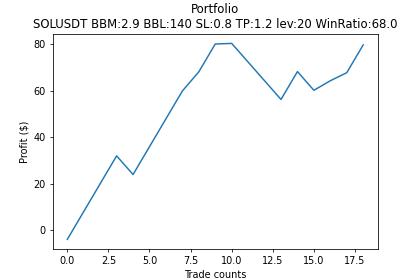 Portfolio
SOLUSDT BBM:2.9 BBL:140 SL:0.8 TP:1.2 lev:20 WinRatio:68.0
80
60
40
20
0
Profit ($)
0.0 2.5 5.0 7.5 10.0 12.5 15.0 17.5
Trade counts